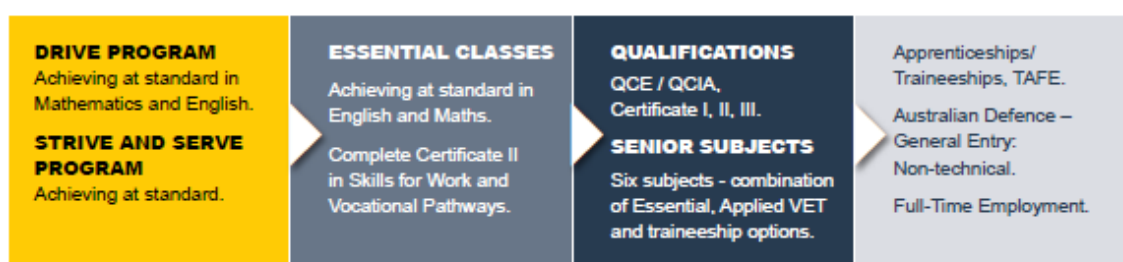 DRIVE PROGRAM
Achieving at standard in
Mathematics and English.
STRIVE AND SERVE
PROGRAM
Achieving at standard.
ESSENTIAL CLASSES
Achieving at standard in
English and Maths.
Complete Certificate II
in Skills for Work and
Vocational Pathways.
QUALIFICATIONS
QCE / QCIA,
Certificate I, II, III.
SENIOR SUBJECTS
Six subjects - combination
of Essential, Applied VET
and traineeship options.
Apprenticeships/
Traineeships, TAFE.
Australian Defence –
General Entry:
Non-technical.
Full-Time Employment.